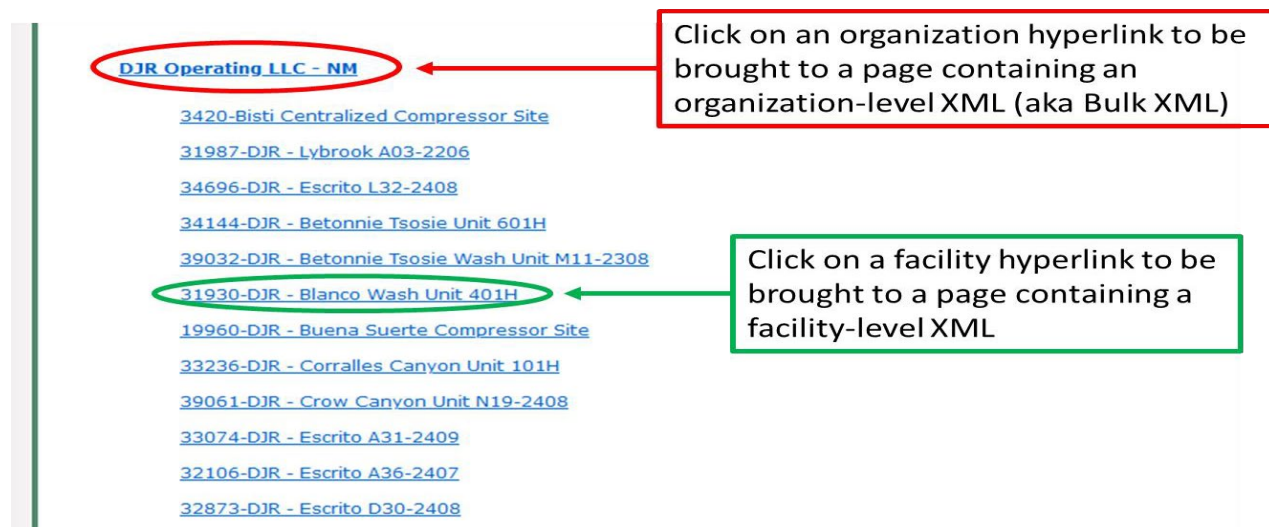 DJR Operating LLC - NM
Click on an organization hyperlink to be
brought to a page containing an
organization-level XML (aka Bulk XML)
3420-Bisti Centralized Compressor Site
31987-DJR - Lybrook A03-2206
34696-DJR - Escrito L32-2408
34144-DJR - Betonnie Tsosie Unit 601H
39032-DJR - Betonnie Tsosie Wash Unit M11-2308
31930-DJR - Blanco Wash Unit 401H
Click on a facility hyperlink to be
brought to a page containing a
facility-level XML
19960-DJR - Buena Suerte Compressor Site
33236-DJR - Corralles Canyon Unit 101H
39061-DJR - Crow Canyon Unit N19-2408
33074-DJR - Escrito A31-2409
32106-DJR - Escrito A36-2407
32873-DJR - Escrito D30-2408